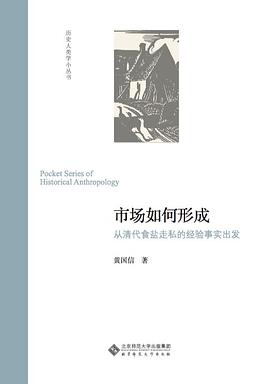 历史人类学小丛书
Pocket Series of
Historical Anthropology
市场如何形成
从清代食盐走私的经验事实出发
黄国信 著
北京师范大学出版集团
北京师范大学出版社